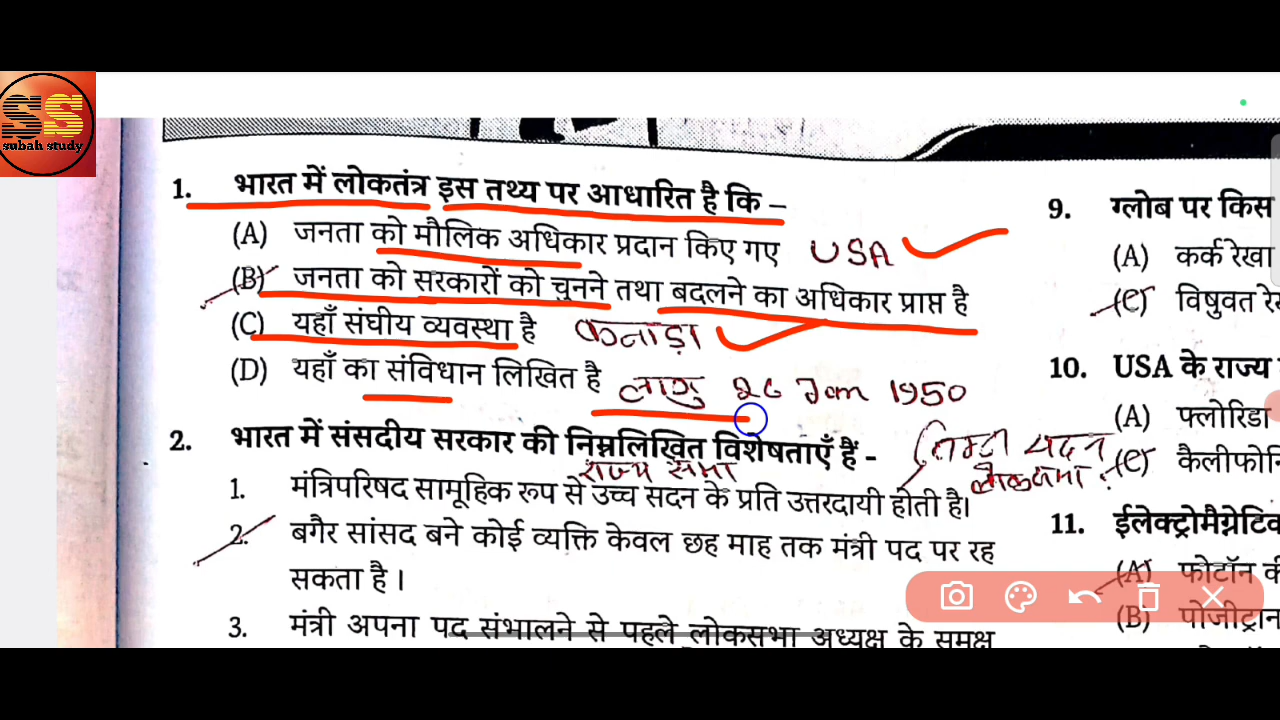 SS
subah study
1. भारत में लोकतंत्र इस तथ्य पर आधारित है कि –
(A) जनता को मौलिक अधिकार प्रदान किए गए USA
(B) जनता को सरकारों को चुनने तथा बदलने का अधिकार प्राप्त है
(C) यहाँ संघीय व्यवस्था है कनाड़ा
(D) यहाँ का संविधान लिखित है लागु 26 Jan 1950
2. भारत में संसदीय सरकार की निम्नलिखित विशेषताएँ हैं -
राज्य सभा
1. मंत्रिपरिषद सामूहिक रूप से उच्च सदन के प्रति उत्तरदायी होती है।
सदन
लोकसभा
2. बगैर सांसद बने कोई व्यक्ति केवल छह माह तक मंत्री पद पर रह
सकता है ।
3. मंत्री अपना पद संभालने से पहले लोकसभा अध्यक्ष के समक्ष
9. ग्लोब पर किस
(A) कर्क रेखा
(C) विषुवत रे
10. USA के राज्य
(A) फ्लोरिडा
(C) कैलीफोर्नि
11. ईलेक्ट्रोमैग्नेटिक
(A) फोटॉन की
(B) पोजीट्रान